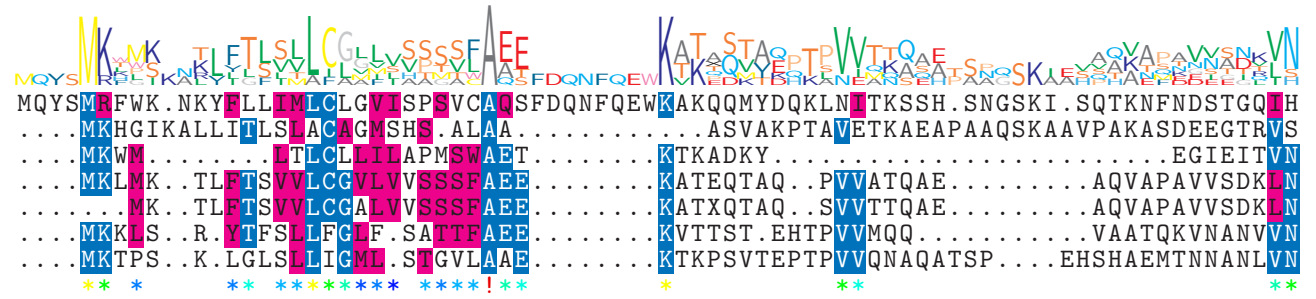 MQYSMRFWK.NKYFLLIMLCLGVISPSVCAQSFDQNFQEWKAKQQMYDQKLNITKSSH.SNGSKI.SQTKNFNDSTGQIH
....MKHGIKALLITLSLACAGMSHS.ALAA............ASVAKPTAVETKAEAPAAQSKAAVPAKASDEEGTRVS
....MKWM........LTLCLLILAPMSWAET........KTKADKY.........................EGIEITVN
....MKLMK..TLFTSVVLCGVLVVSSSFAEE........KATEQTAQ..PVVATQAE.........AQVAPAVVSDKLN
.......MK..TLFTSVVLCGALVVSSSFAEE........KATXQTAQ..SVVTTQAE.........AQVAPAVVSDKLN
....MKKLS..R.YTFSLLFGLF.SATTFAEE........KVTTST.EHTPVVMQQ...........VAATQKVNANVVN
....MKTPS..K.LGLSLLIGML.STGVLAAE........KTKPSVTEPTPVVQNAQATSP....EHSHAEMTNNANLVN
** * ** ******** ****!** * ** **